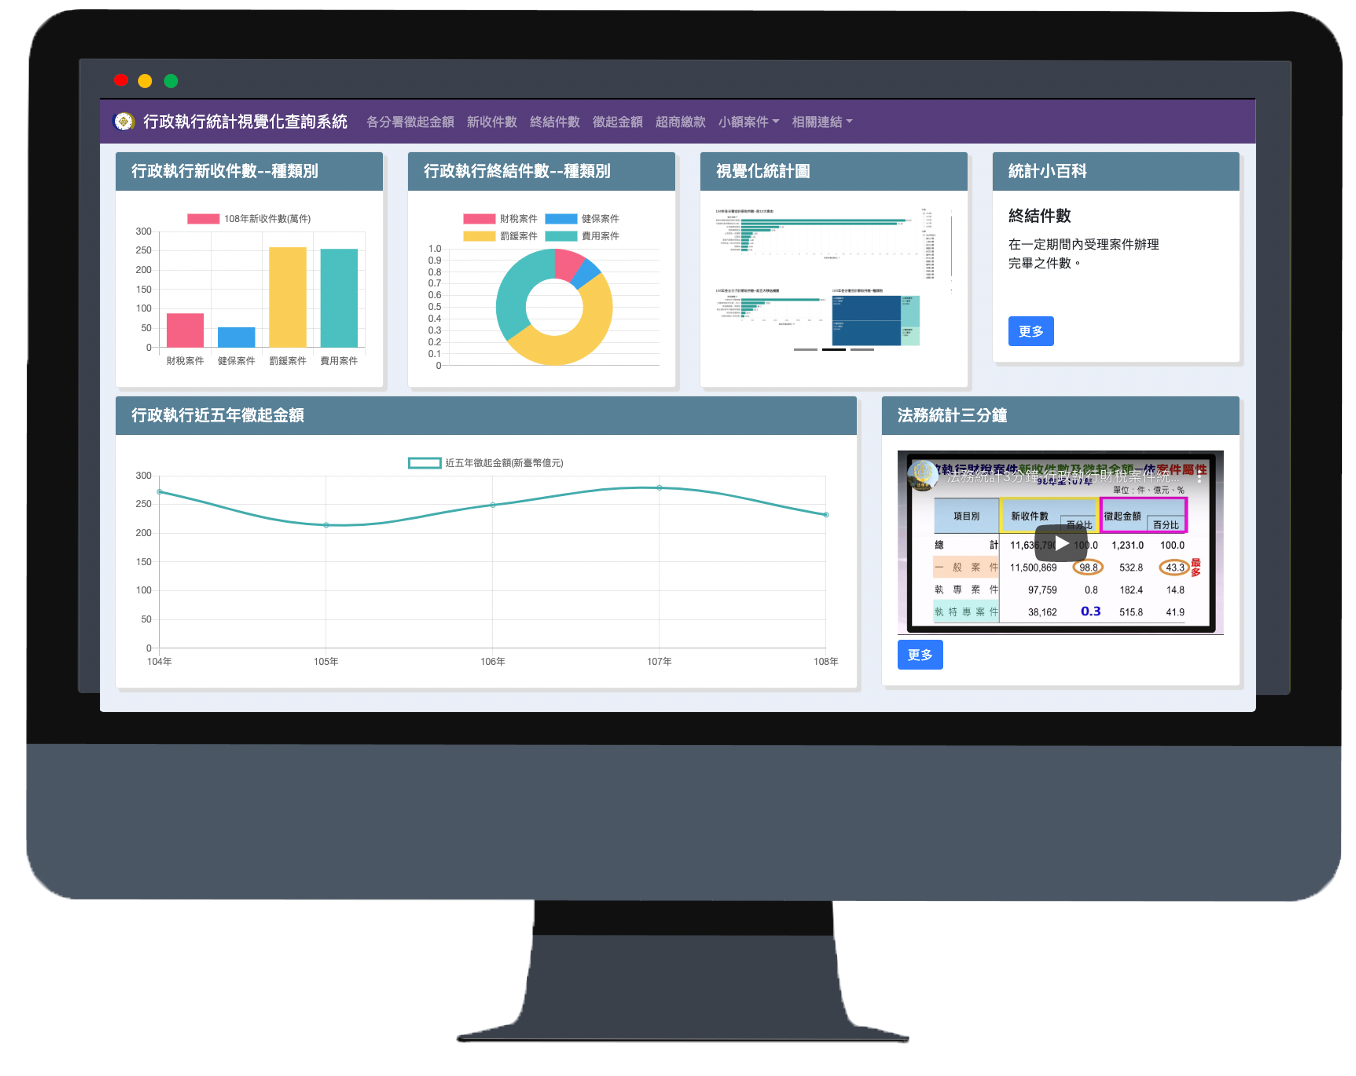 行政執行統計視覺化查詢系統 各分署徵起金額 新收件數 終結件數 徵起金額 超商繳款 小額案件 相關連結
行政執行新收件數--種類別
108年新收件數(萬件)
300
250
200
150
100
50
0
財稅案件 健保案件 罰鍰案件 費用案件
行政執行終結件數--種類別
財稅案件 健保案件
罰鍰案件 費用案件
1.0
0.9
0.8
0.7
0.6
0.5
0.4
0.3
0.2
0.1
0
視覺化統計圖
統計小百科
終結件數
在一定期間內受理案件辦理
完畢之件數。
更多
行政執行近五年徵起金額
近五年徵起金額(新臺幣億元)
300
250
200
150
100
50
0
104年 105年 106年 107年 108年
法務統計三分鐘
執行財稅案件新收件數及徵起金額—依案件屬性
法務統計3分鐘-行政執行財稅案件統...
98年至107年
單位：件、億元、%
項目別 新收件數 百分比 徵起金額 百分比
總計 11,636,790 100.0 1,231.0 100.0
一般案件 11,500,869 98.8 532.8 43.3 最多
執專案件 97,759 0.8 182.4 14.8
執特專案件 38,162 0.3 515.8 41.9
更多